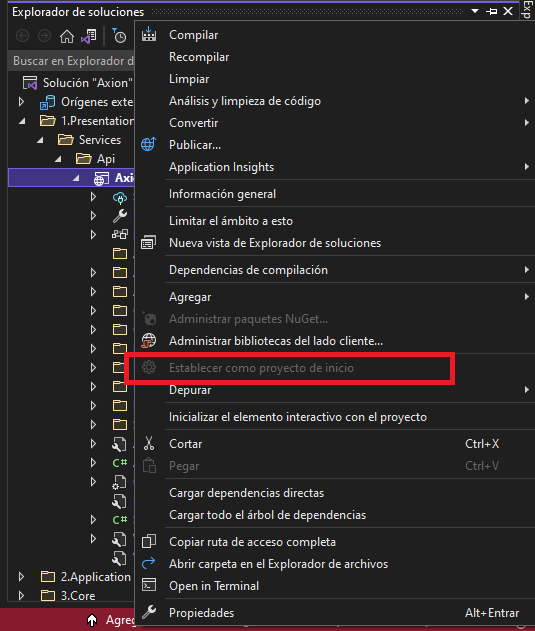 Explorador de soluciones
Exp
Buscar en Explorador d
Solución "Axion"
Orígenes exte
1.Presentation
Services
Api
Axio
C#
C#
2.Application
3.Core
Agreg
Compilar
Recompilar
Limpiar
Análisis y limpieza de código
Convertir
Publicar...
Application Insights
Información general
Limitar el ámbito a esto
Nueva vista de Explorador de soluciones
Dependencias de compilación
Agregar
Administrar paquetes NuGet...
Administrar bibliotecas del lado cliente...
Establecer como proyecto de inicio
Depurar
Inicializar el elemento interactivo con el proyecto
Cortar Ctrl+X
Pegar Ctrl+V
Cargar dependencias directas
Cargar todo el árbol de dependencias
Copiar ruta de acceso completa
Abrir carpeta en el Explorador de archivos
Open in Terminal
Propiedades Alt+Entrar